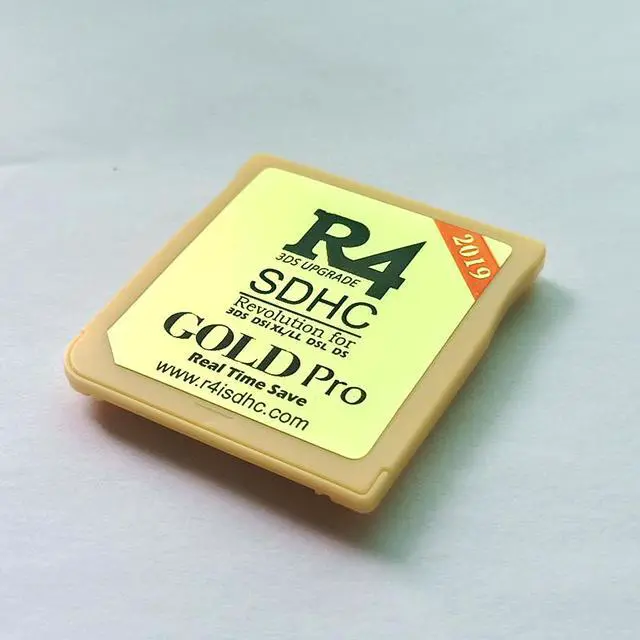 R4
2019
3DS UPGRADE
SDHC
Revolution for
3DS DSi XL/LL DSL DS
GOLD Pro
Real Time Save
www.r4isdhc.com